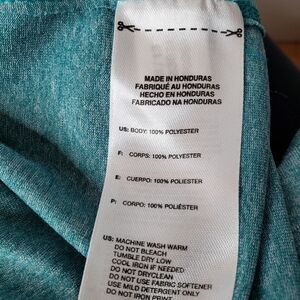 MADE IN HONDURAS
FABRIQUÉ AU HONDURAS
HECHO EN HONDURAS
FABRICADO NA HONDURAS
US: BODY: 100% POLYESTER
F: CORPS: 100% POLYESTER
E: CUERPO: 100% POLIESTER
P: CORPO: 100% POLIÉSTER
US: MACHINE WASH WARM
DO NOT BLEACH
TUMBLE DRY LOW
COOL IRON IF NEEDED
DO NOT DRYCLEAN
DO NOT USE FABRIC SOFTENER
USE MILD DETERGENT ONLY
DO NOT IRON PRINT